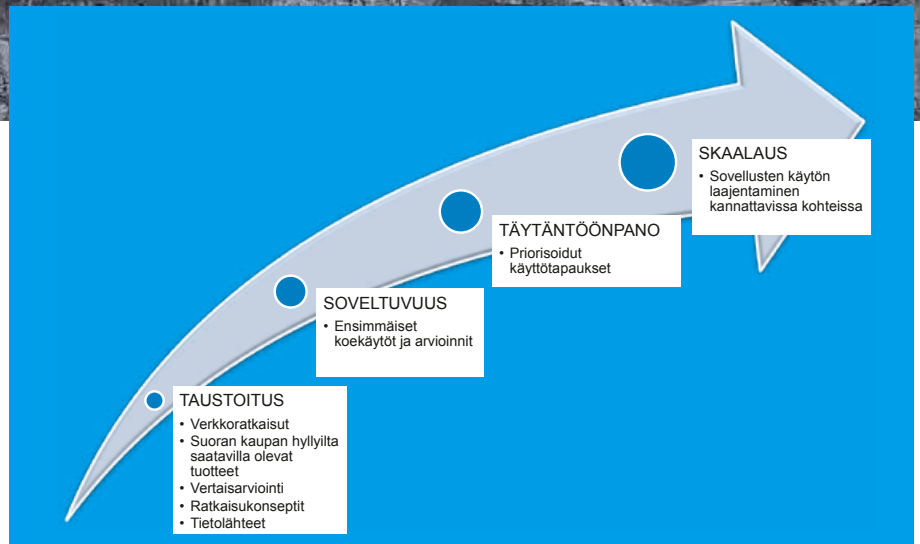 TAUSTOITUS
• Verkkoratkaisut
• Suoran kaupan hyllyilta
saatavilla olevat
tuotteet
• Vertaisarviointi
• Ratkaisukonseptit
• Tietolähteet
SOVELTUVUUS
• Ensimmäiset
koekäytöt ja arvioinnit
TÄYTÄNTÖÖNPANO
• Priorisoidut
käyttötapaukset
SKAALAUS
• Sovellusten käytön
laajentaminen
kannattavissa kohteissa